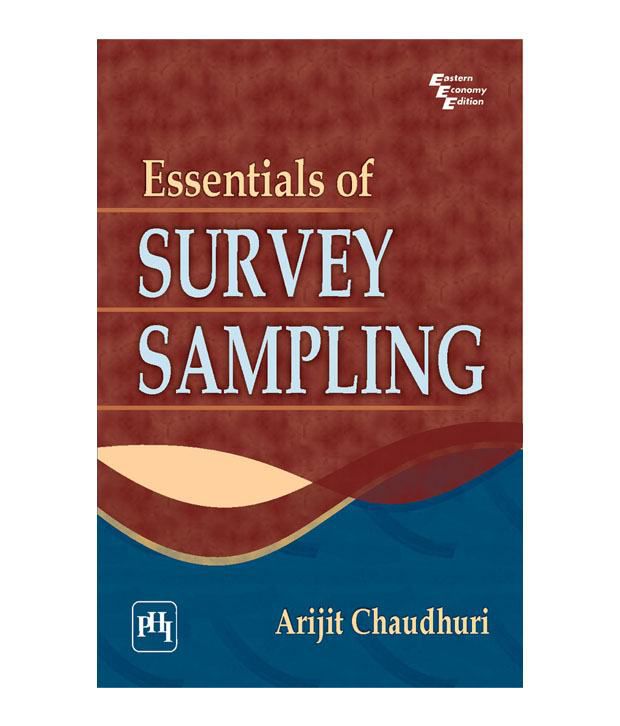 Eastern
Economy
Edition
Essentials of
SURVEY
SAMPLING
PHI
Arijit Chaudhuri